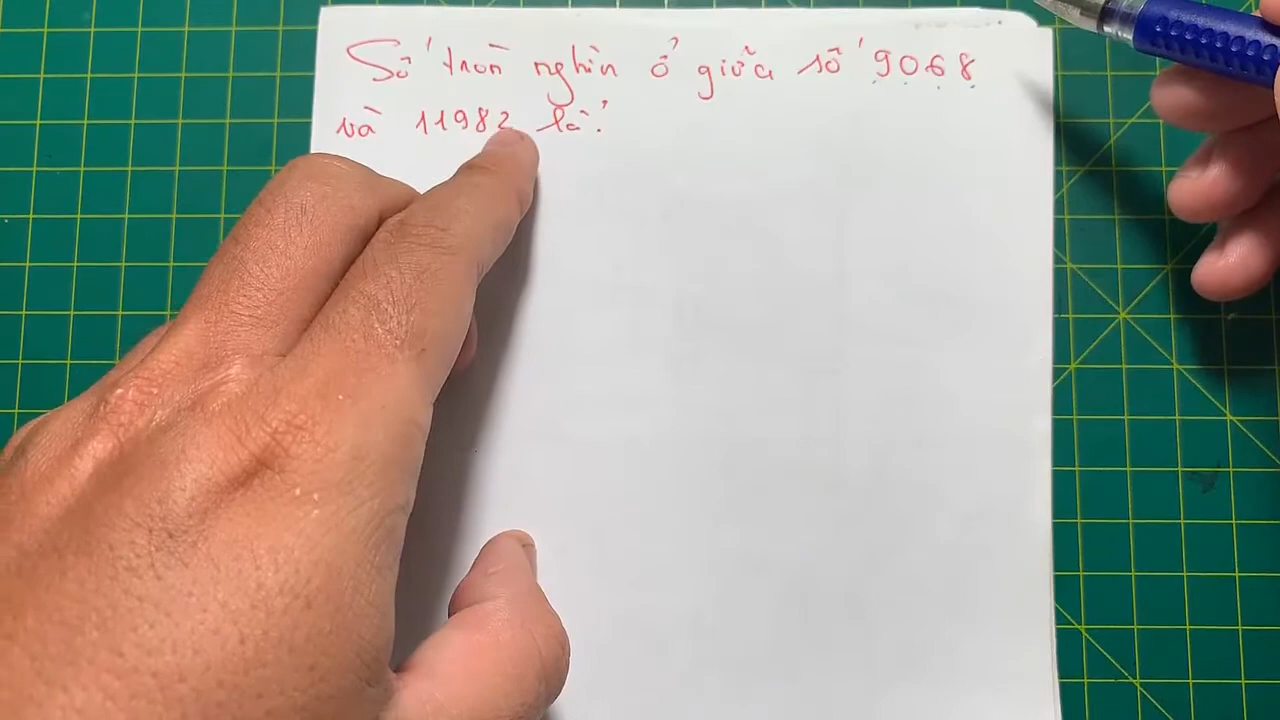 Số tròn nghìn ở giữa số 9068
và 11982 là?